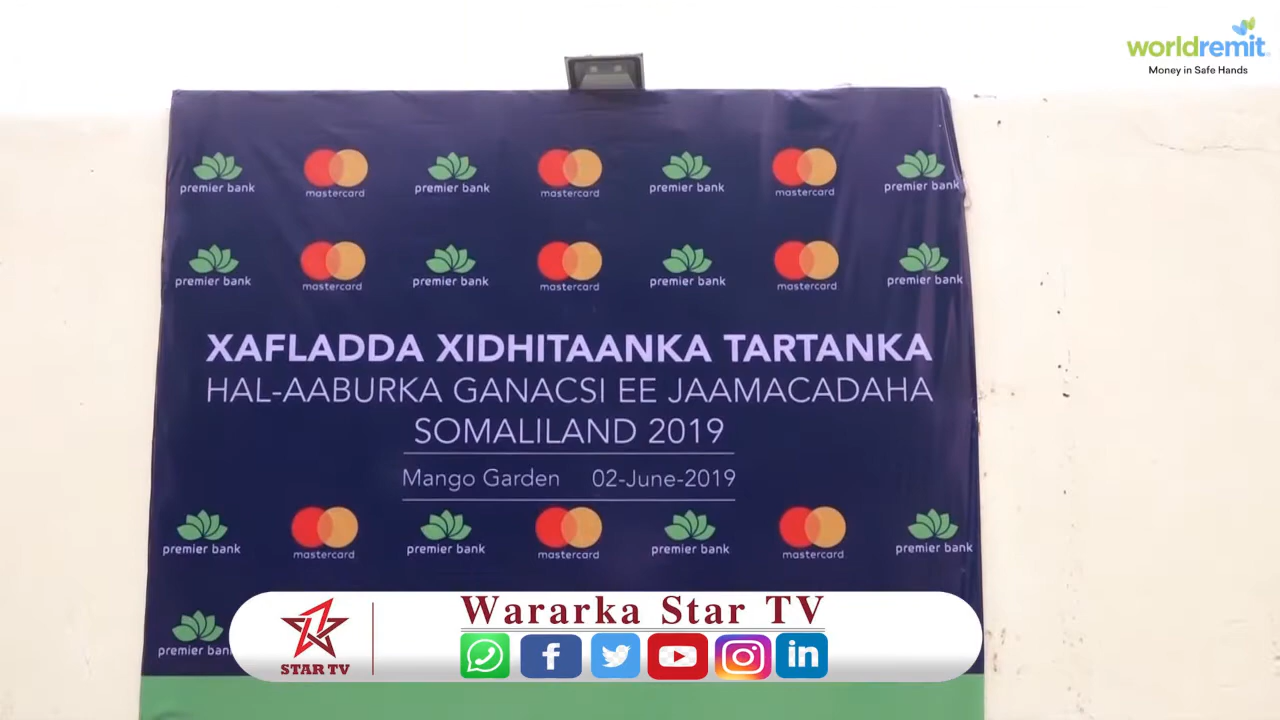 worldremit
Money in Safe Hands
premier bank mastercard premier bank mastercard premier bank mastercard premier bank
premier bank mastercard premier bank mastercard premier bank mastercard premier bank
XAFLADDA XIDHITAANKA TARTANKA
HAL-AABURKA GANACSI EE JAAMACADAHA
SOMALILAND 2019
Mango Garden 02-June-2019
premier bank mastercard premier bank mastercard premier bank mastercard premier bank
premier ban
Wararka Star TV
STAR TV